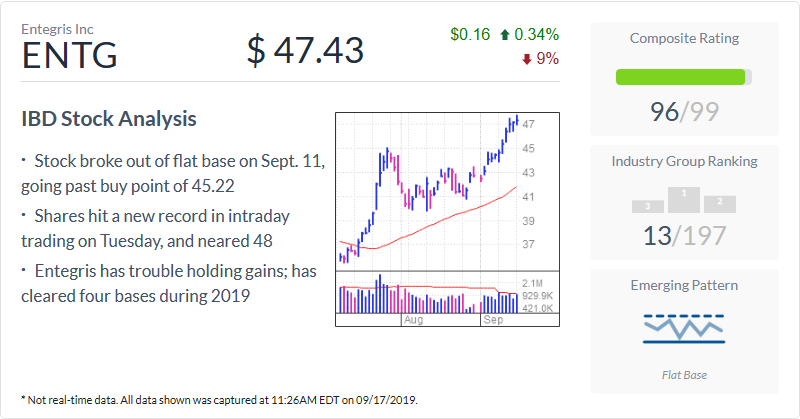 Entegris Inc
ENTG
$ 47.43
$0.16 0.34%
9%
IBD Stock Analysis
· Stock broke out of flat base on Sept. 11,
going past buy point of 45.22
· Shares hit a new record in intraday
trading on Tuesday, and neared 48
· Entegris has trouble holding gains; has
cleared four bases during 2019
47
45
43
41
39
37
2.1M
929.9K
421.0K
Aug Sep
Composite Rating
96/99
Industry Group Ranking
3 1 2
13/197
Emerging Pattern
Flat Base
* Not real-time data. All data shown was captured at 11:26AM EDT on 09/17/2019.